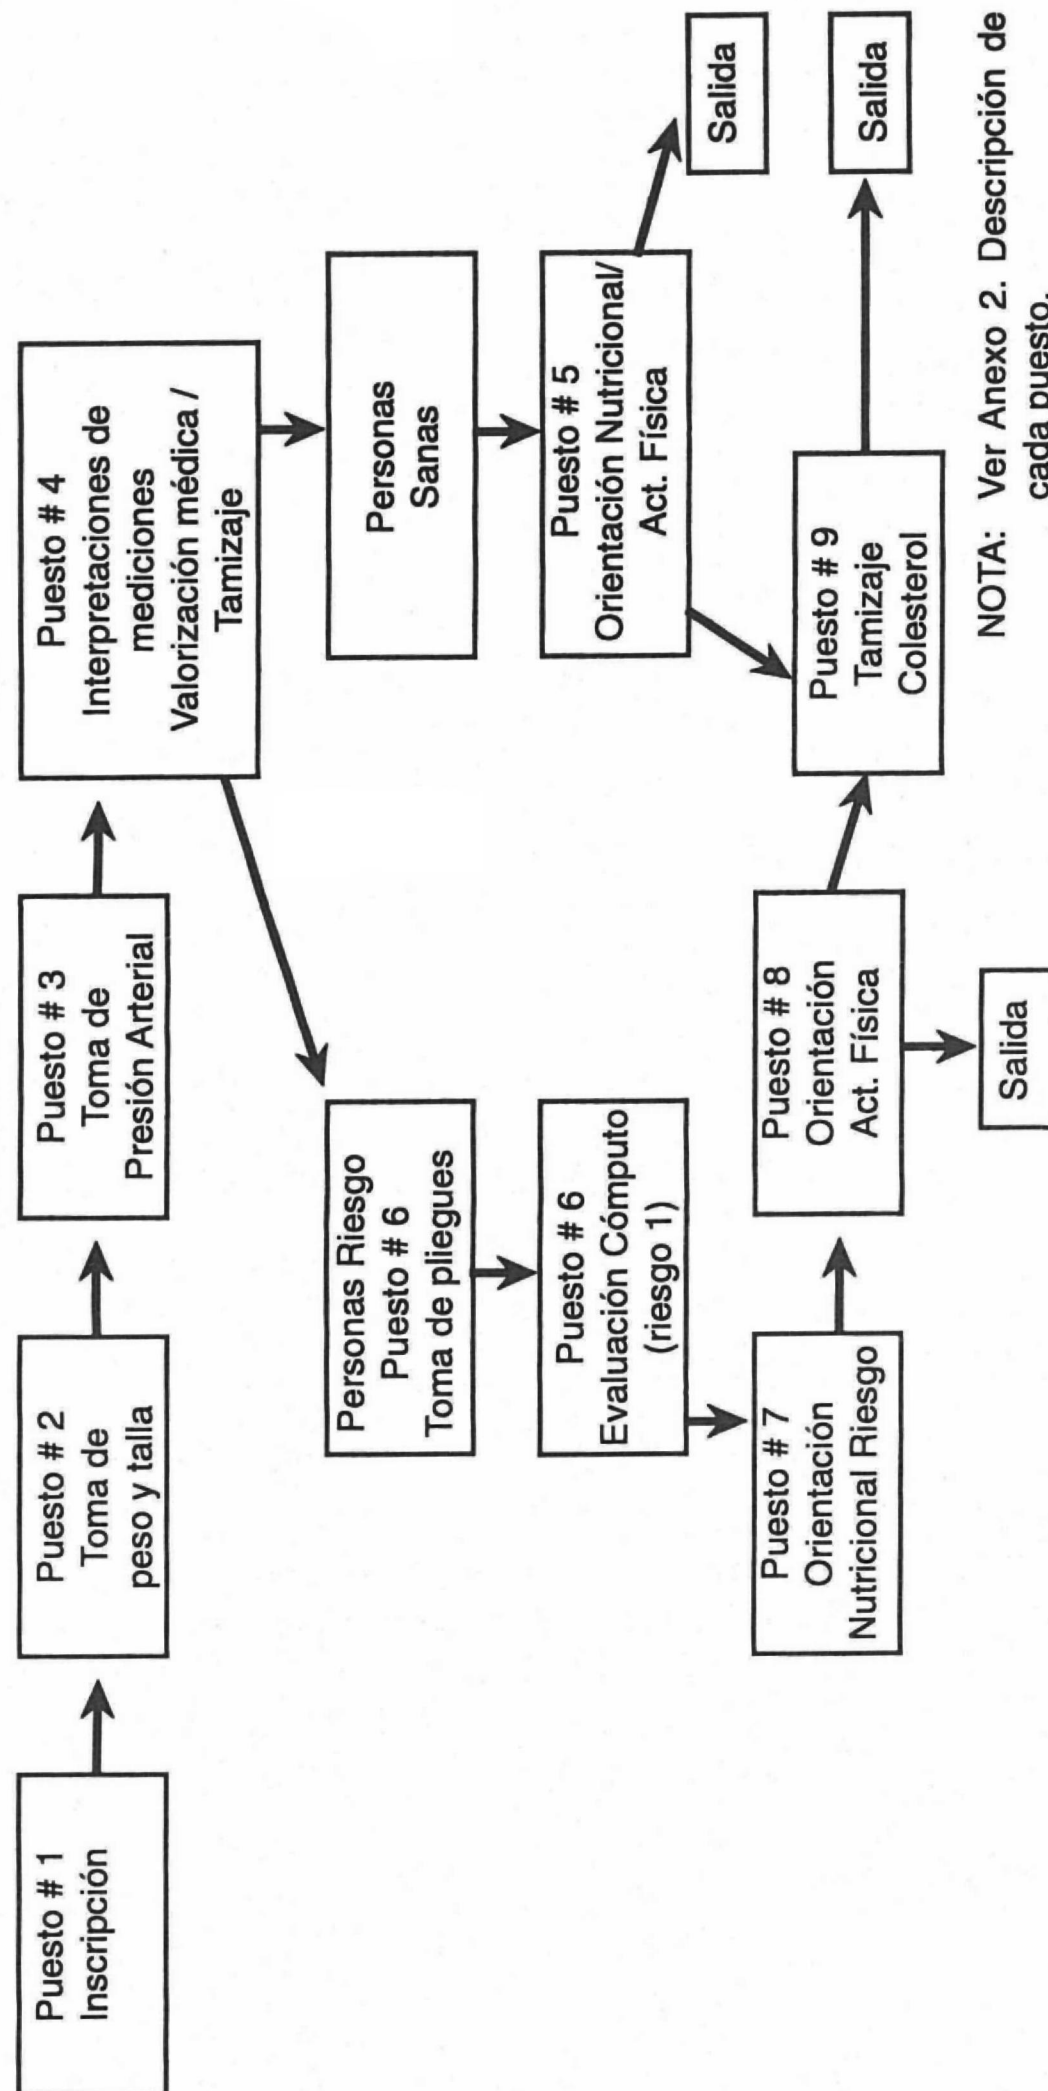 Puesto # 1
Inscripción
Puesto # 2
Toma de
peso y talla
Puesto # 3
Toma de
Presión Arterial
Puesto # 4
Interpretaciones de
mediciones
Valorización médica /
Tamizaje
Personas Riesgo
Puesto # 6
Toma de pliegues
Personas
Sanas
Puesto # 6
Evaluación Cómputo
(riesgo 1)
Puesto # 5
Orientación Nutricional/
Act. Física
Salida
Puesto # 7
Orientación
Nutricional Riesgo
Puesto # 8
Orientación
Act. Física
Puesto # 9
Tamizaje
Colesterol
Salida
Salida
NOTA: Ver Anexo 2. Descripción de
cada puesto.